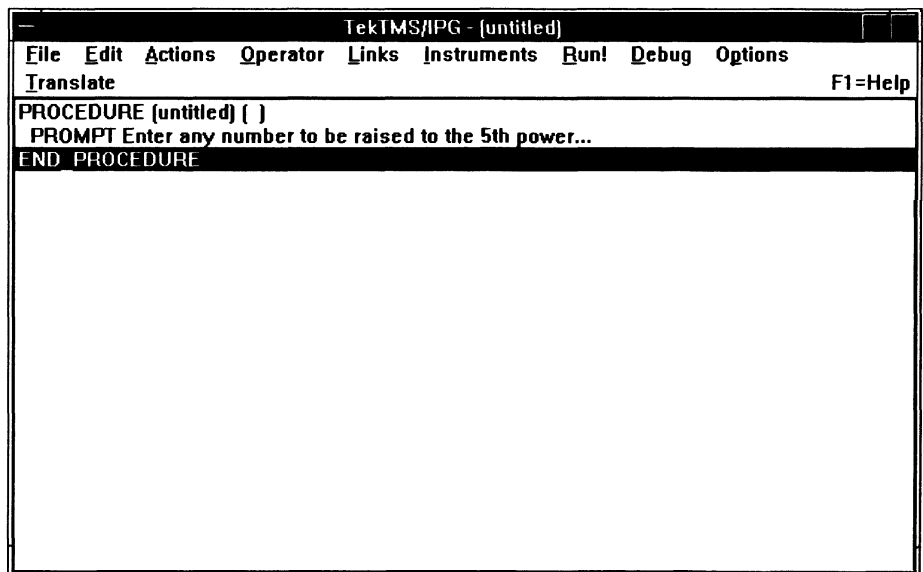 TekTMS/IPG - (untitled)
File Edit Actions Operator Links Instruments Run! Debug Options
Translate F1=Help
PROCEDURE (untitled) ( )
PROMPT Enter any number to be raised to the 5th power...
END PROCEDURE